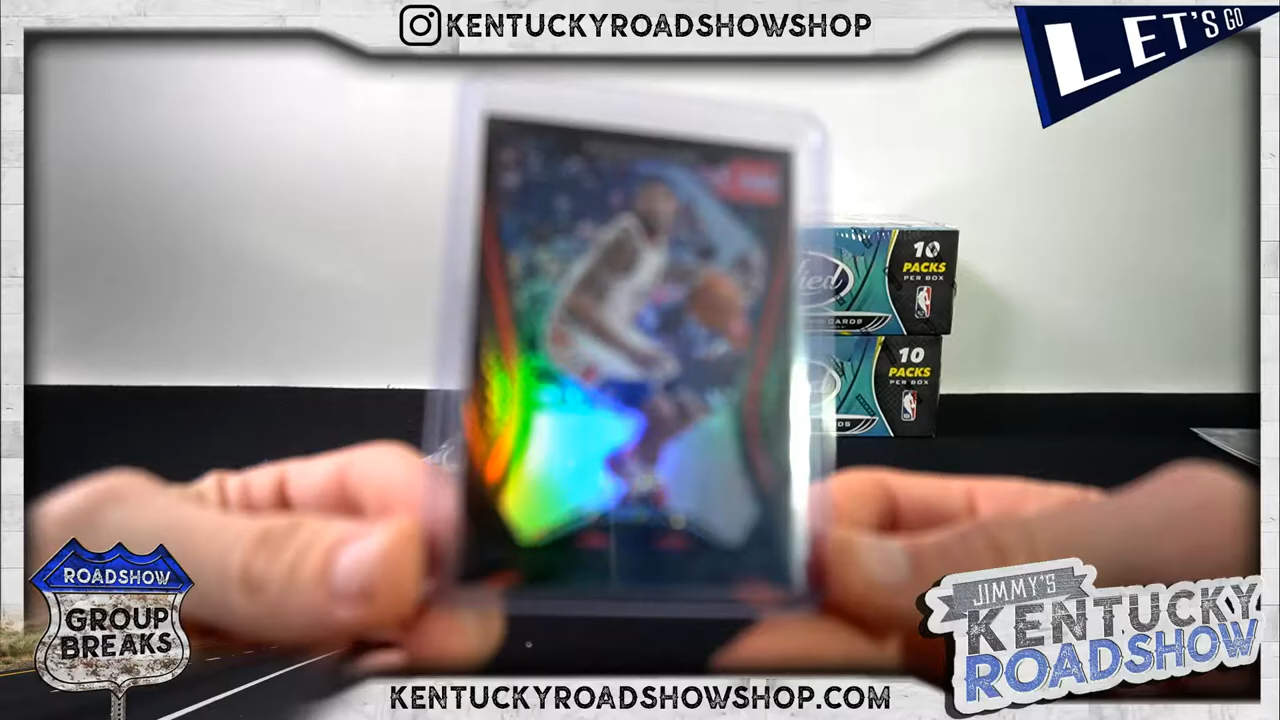 KENTUCKYROADSHOWSHOP
LET'S GO
10
PACKS
PER BOX
10
PACKS
PER BOX
ROADSHOW
GROUP
BREAKS
JIMMY'S
KENTUCKY
ROADSHOW
KENTUCKYROADSHOWSHOP.COM